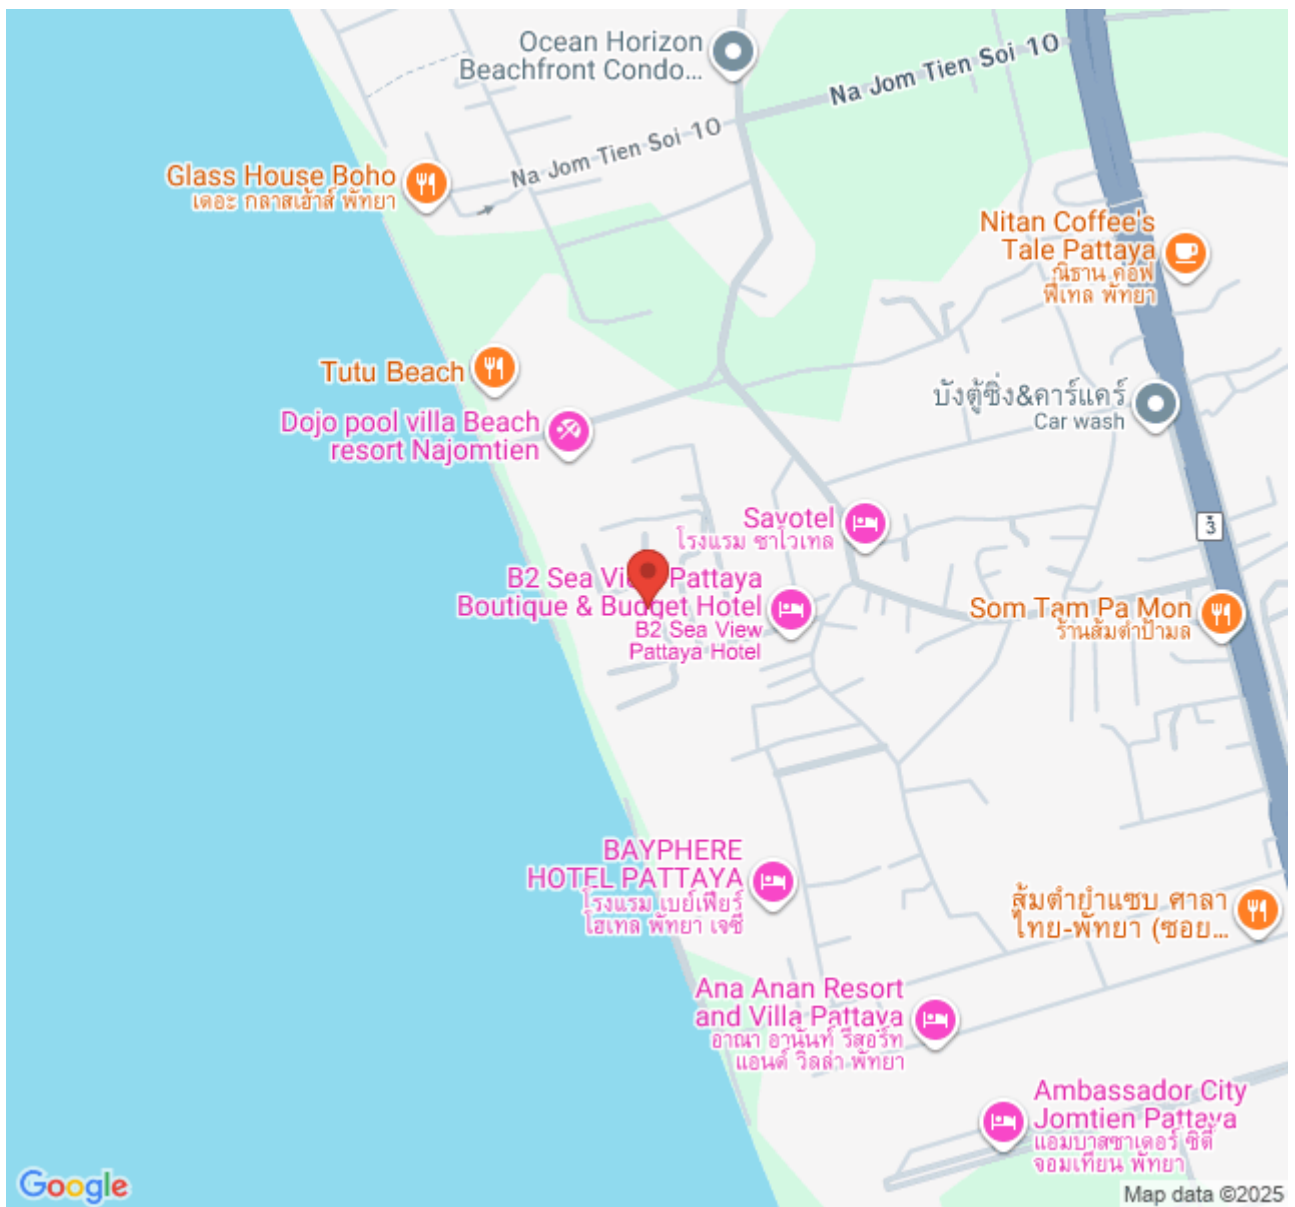 Ocean Horizon
Beachfront Condo...
Na Jom Tien Soi 10
Na Jom Tien Soi 10
Glass House Boho
เดอะ กลาสเฮ้าส์ พัทยา
Nitan Coffee's
Tale Pattaya
ณิธาน คอฟ
ฟี่เทล พัทยา
Tutu Beach
บังตู้ซิ่ง&คาร์แคร์
Car wash
Dojo pool villa Beach
resort Najomtien
Savotel
โรงแรม ซาโวเทล
3
B2 Sea View Pattaya
Boutique & Budget Hotel
B2 Sea View
Pattaya Hotel
Som Tam Pa Mon
ร้านส้มตำป้ามล
BAYPHERE
HOTEL PATTAYA
โรงแรม เบย์เฟียร์
โฮเทล พัทยา เจซี
ส้มตำยำแซบ ศาลา
ไทย-พัทยา (ซอย...
Ana Anan Resort
and Villa Pattaya
อาณา อานันท์ รีสอร์ท
แอนด์ วิลล่า พัทยา
Ambassador City
Jomtien Pattaya
แอมบาสซาเดอร์ ซิตี้
จอมเทียน พัทยา
Google
Map data ©2025